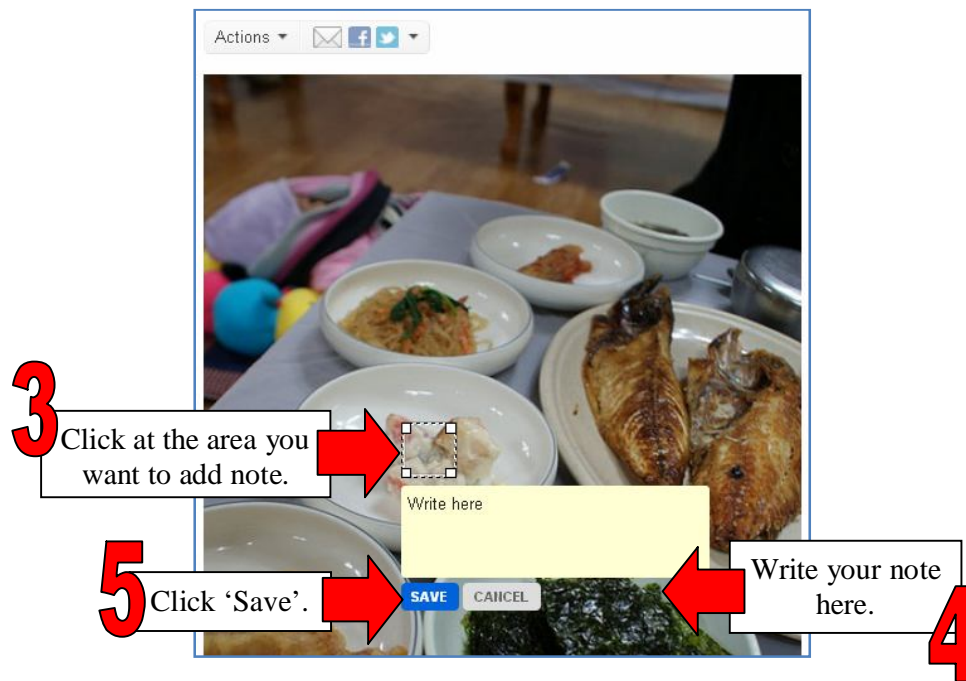 Actions
3
Click at the area you
want to add note.
Write here
5
Click ‘Save’.
SAVE CANCEL
Write your note
here.
4